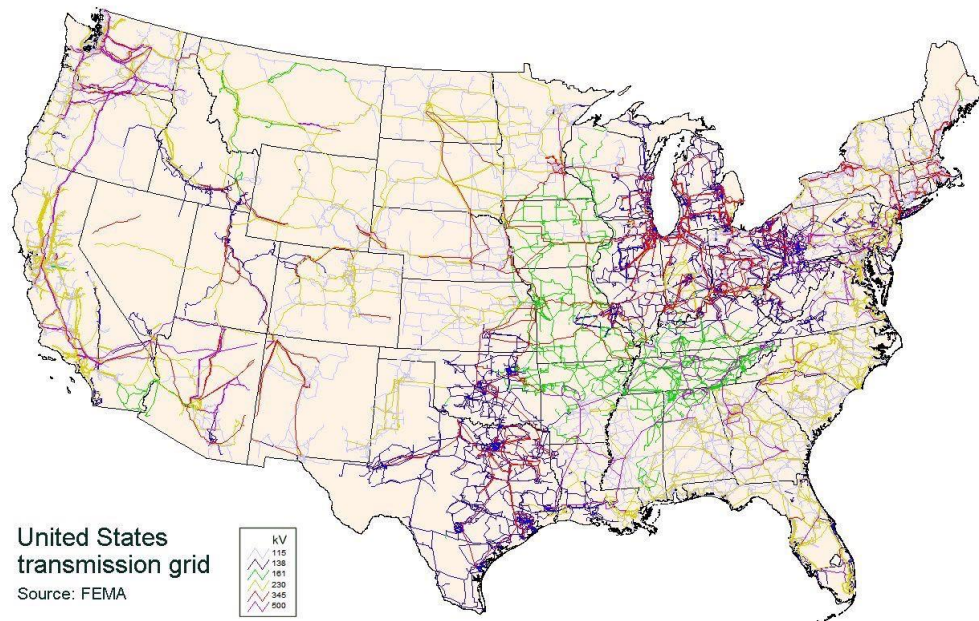 United States
transmission grid
Source: FEMA
kV
115
138
161
230
345
500